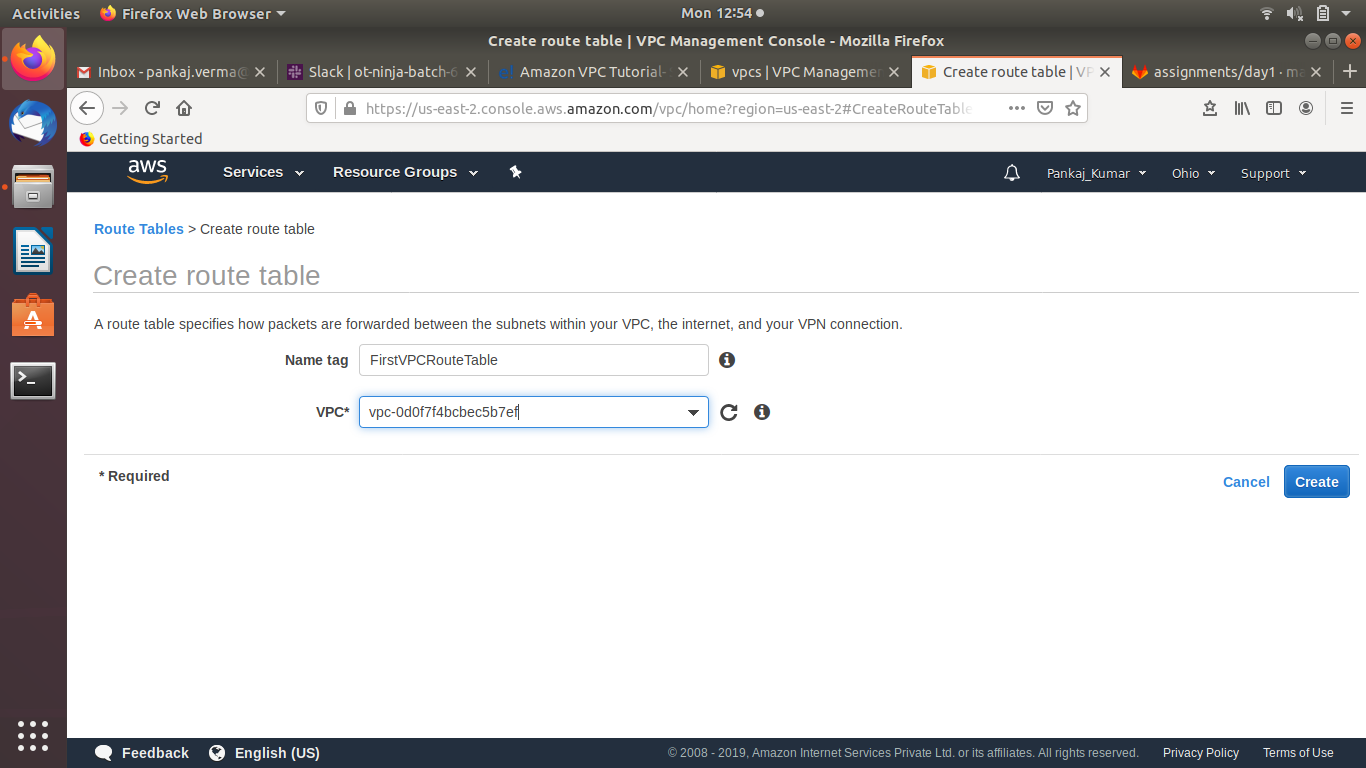 Activities Firefox Web Browser Mon 12:54
Create route table | VPC Management Console - Mozilla Firefox
Inbox - pankaj.verma@ Slack | ot-ninja-batch-6 Amazon VPC Tutorial- vpcs | VPC Managemen Create route table | VP assignments/day1 · ma
https://us-east-2.console.aws.amazon.com/vpc/home?region=us-east-2#CreateRouteTable
Getting Started
aws Services Resource Groups Pankaj_Kumar Ohio Support
Route Tables > Create route table
Create route table
A route table specifies how packets are forwarded between the subnets within your VPC, the internet, and your VPN connection.
Name tag FirstVPCRouteTable
VPC* vpc-0d0f7f4bcbec5b7ef
* Required
Cancel Create
Feedback English (US) © 2008 - 2019, Amazon Internet Services Private Ltd. or its affiliates. All rights reserved. Privacy Policy Terms of Use